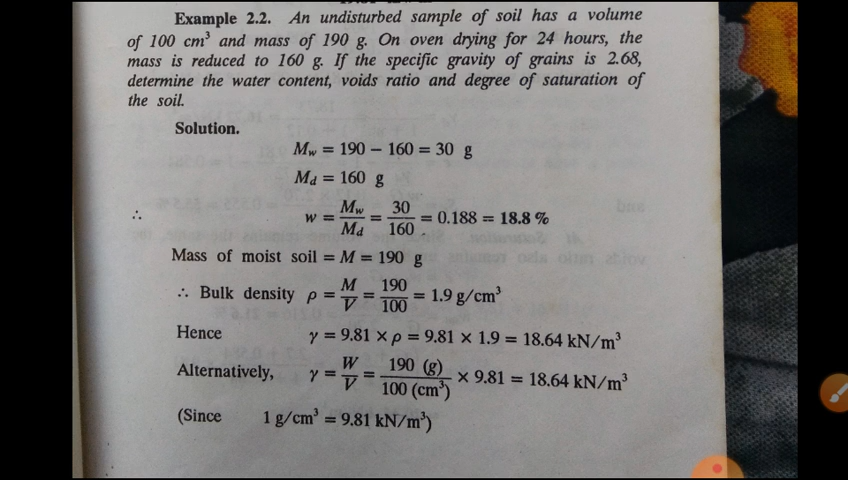 Example 2.2. An undisturbed sample of soil has a volume
of 100 cm³ and mass of 190 g. On oven drying for 24 hours, the
mass is reduced to 160 g. If the specific gravity of grains is 2.68,
determine the water content, voids ratio and degree of saturation of
the soil.
Solution.
M_w = 190 − 160 = 30 g
M_d = 160 g
∴ w = M_w/M_d = 30/160 = 0.188 = 18.8 %
Mass of moist soil = M = 190 g
∴ Bulk density ρ = M/V = 190/100 = 1.9 g/cm³
Hence γ = 9.81 × ρ = 9.81 × 1.9 = 18.64 kN/m³
Alternatively, γ = W/V = 190 (g)/100 (cm³) × 9.81 = 18.64 kN/m³
(Since 1 g/cm³ = 9.81 kN/m³)